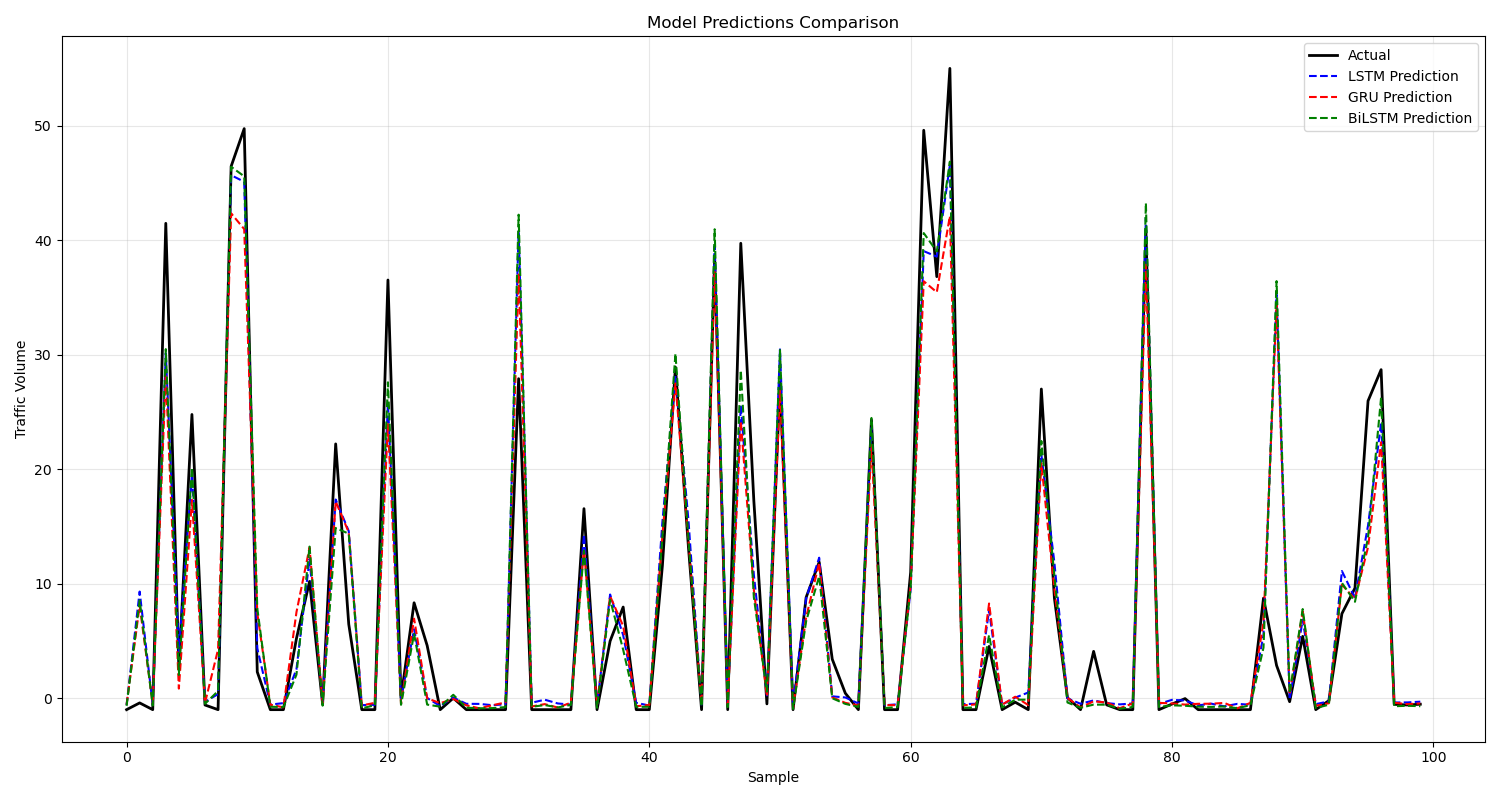 Model Predictions Comparison
Actual
LSTM Prediction
GRU Prediction
BiLSTM Prediction
Traffic Volume
50
40
30
20
10
0
0 20 40 60 80 100
Sample